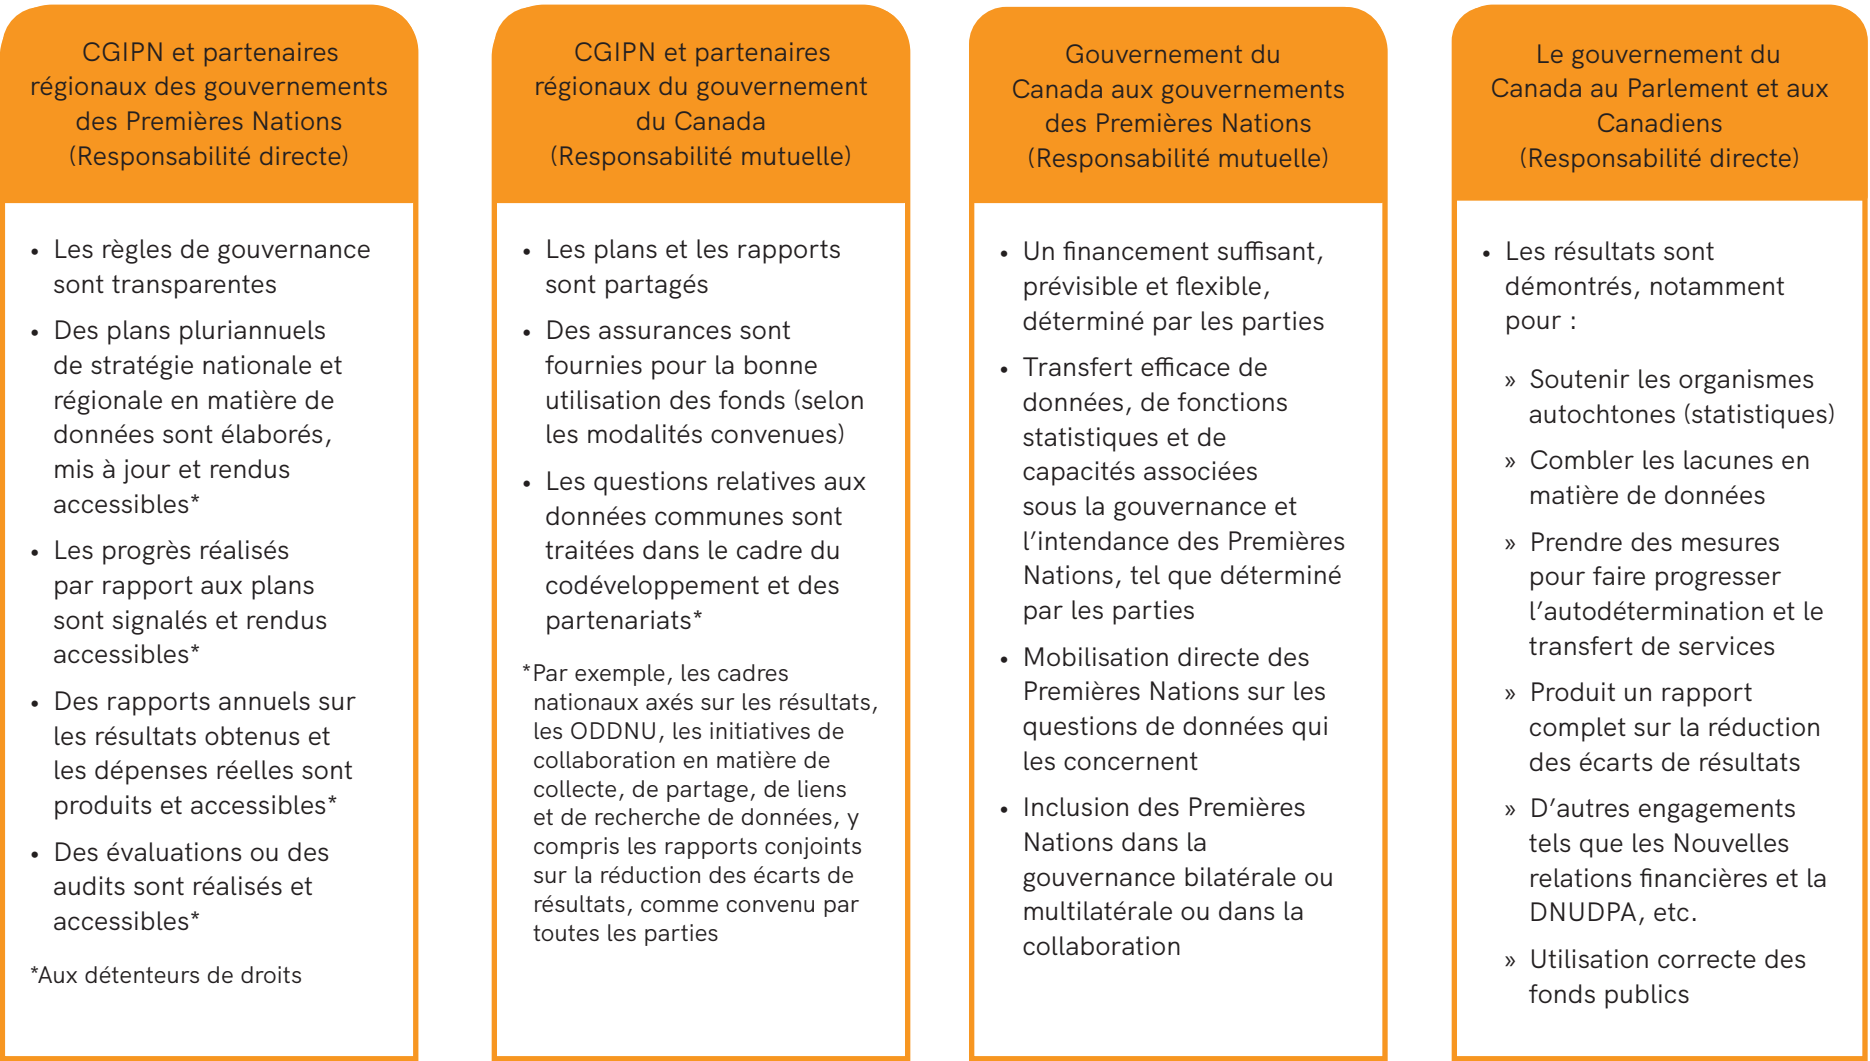 CGIPN et partenaires
régionaux des gouvernements
des Premières Nations
(Responsabilité directe)
• Les règles de gouvernance
sont transparentes
• Des plans pluriannuels
de stratégie nationale et
régionale en matière de
données sont élaborés,
mis à jour et rendus
accessibles*
• Les progrès réalisés
par rapport aux plans
sont signalés et rendus
accessibles*
• Des rapports annuels sur
les résultats obtenus et
les dépenses réelles sont
produits et accessibles*
• Des évaluations ou des
audits sont réalisés et
accessibles*
*Aux détenteurs de droits
CGIPN et partenaires
régionaux du gouvernement
du Canada
(Responsabilité mutuelle)
• Les plans et les rapports
sont partagés
• Des assurances sont
fournies pour la bonne
utilisation des fonds (selon
les modalités convenues)
• Les questions relatives aux
données communes sont
traitées dans le cadre du
codéveloppement et des
partenariats*
*Par exemple, les cadres
nationaux axés sur les résultats,
les ODDNU, les initiatives de
collaboration en matière de
collecte, de partage, de liens
et de recherche de données, y
compris les rapports conjoints
sur la réduction des écarts de
résultats, comme convenu par
toutes les parties
Gouvernement du
Canada aux gouvernements
des Premières Nations
(Responsabilité mutuelle)
• Un financement suffisant,
prévisible et flexible,
déterminé par les parties
• Transfert efficace de
données, de fonctions
statistiques et de
capacités associées
sous la gouvernance et
l’intendance des Premières
Nations, tel que déterminé
par les parties
• Mobilisation directe des
Premières Nations sur les
questions de données qui
les concernent
• Inclusion des Premières
Nations dans la
gouvernance bilatérale ou
multilatérale ou dans la
collaboration
Le gouvernement du
Canada au Parlement et aux
Canadiens
(Responsabilité directe)
• Les résultats sont
démontrés, notamment
pour :
» Soutenir les organismes
autochtones (statistiques)
» Combler les lacunes en
matière de données
» Prendre des mesures
pour faire progresser
l’autodétermination et le
transfert de services
» Produit un rapport
complet sur la réduction
des écarts de résultats
» D’autres engagements
tels que les Nouvelles
relations financières et la
DNUDPA, etc.
» Utilisation correcte des
fonds publics